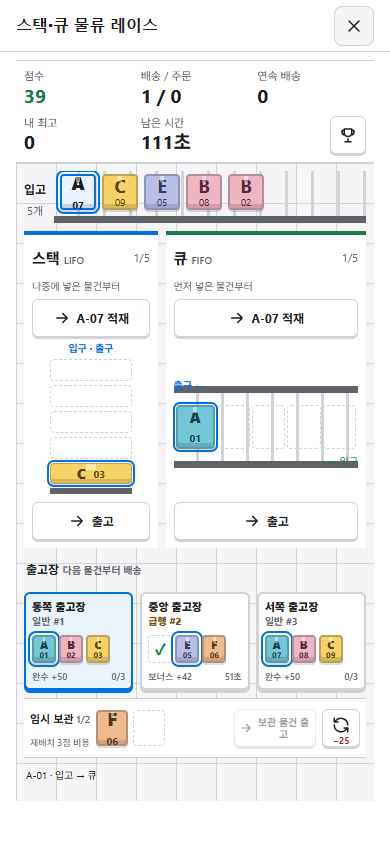 스택·큐 물류 레이스
점수 배송 / 주문 연속 배송
39 1 / 0 0
내 최고 남은 시간
0 111초
입고 A C E B B
5개 07 09 05 08 02
스택 LIFO 1/5
큐 FIFO 1/5
나중에 넣은 물건부터
먼저 넣은 물건부터
→ A-07 적재
→ A-07 적재
입구 · 출구
출구
A
01
입구
C 03
→ 출고
→ 출고
출고장 다음 물건부터 배송
동쪽 출고장
일반 #1
A B C
01 02 03
완수 +50 0/3
중앙 출고장
급행 #2
✓ E F
05 06
보너스 +42 51초
서쪽 출고장
일반 #3
A B C
07 08 09
완수 +50 0/3
임시 보관 1/2
재배치 3점 비용
F
06
→ 보관 물건 출
고
−25
A-01 · 입고 → 큐